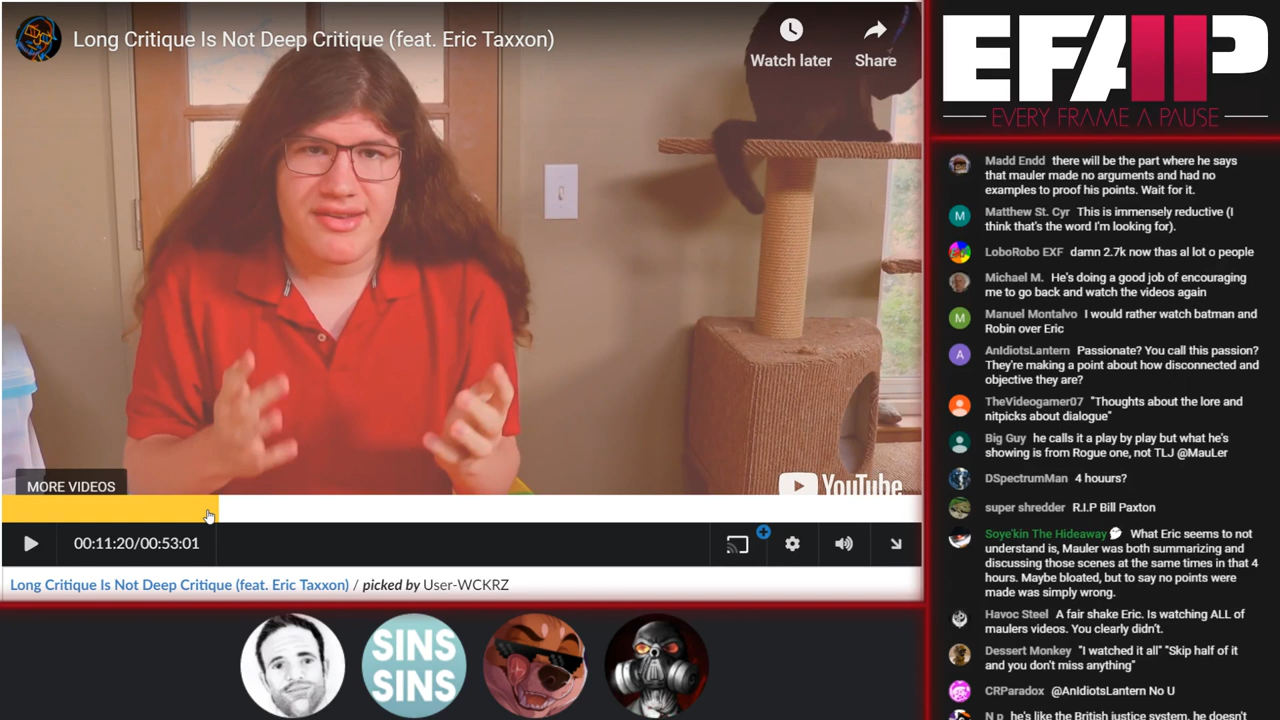 Long Critique Is Not Deep Critique (feat. Eric Taxxon)
Watch later
Share
MORE VIDEOS
YouTube
00:11:20/00:53:01
Long Critique Is Not Deep Critique (feat. Eric Taxxon) / picked by User-WCKRZ
SINS
SINS
EFAP
EVERY FRAME A PAUSE
Madd Endd there will be the part where he says
that mauler made no arguments and had no
examples to proof his points. Wait for it.
M
Matthew St. Cyr This is immensely reductive (I
think that's the word I'm looking for).
LoboRobo EXF damn 2.7k now thas al lot o people
Michael M. He's doing a good job of encouraging
me to go back and watch the videos again
M
Manuel Montalvo I would rather watch batman and
Robin over Eric
A
AnIdiotsLantern Passionate? You call this passion?
They're making a point about how disconnected and
objective they are?
TheVideogamer07 "Thoughts about the lore and
nitpicks about dialogue"
Big Guy he calls it a play by play but what he's
showing is from Rogue one, not TLJ @MauLer
DSpectrumMan 4 houurs?
super shredder R.I.P Bill Paxton
Soye'kin The Hideaway What Eric seems to not
understand is, Mauler was both summarizing and
discussing those scenes at the same times in that 4
hours. Maybe bloated, but to say no points were
made was simply wrong.
Havoc Steel A fair shake Eric. Is watching ALL of
maulers videos. You clearly didn't.
Dessert Monkey "I watched it all" "Skip half of it
and you don't miss anything"
CRParadox @AnIdiotsLantern No U
N p he's like the British justice system, he doesn't